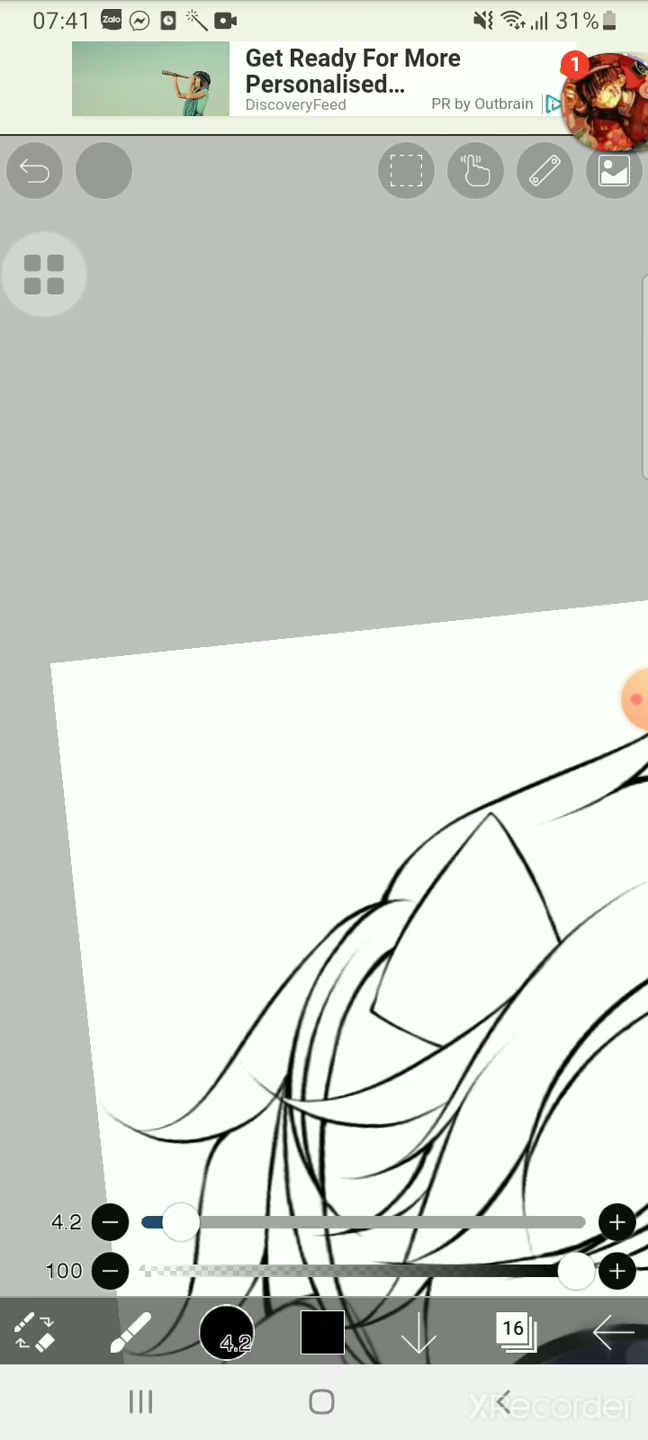 07:41 Zalo 31%
Get Ready For More
Personalised...
DiscoveryFeed PR by Outbrain
1
4.2
100
4.2
16
XRecorder